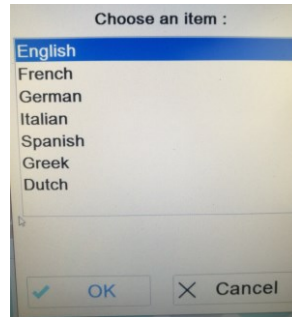 Choose an item :
English
French
German
Italian
Spanish
Greek
Dutch
OK
Cancel